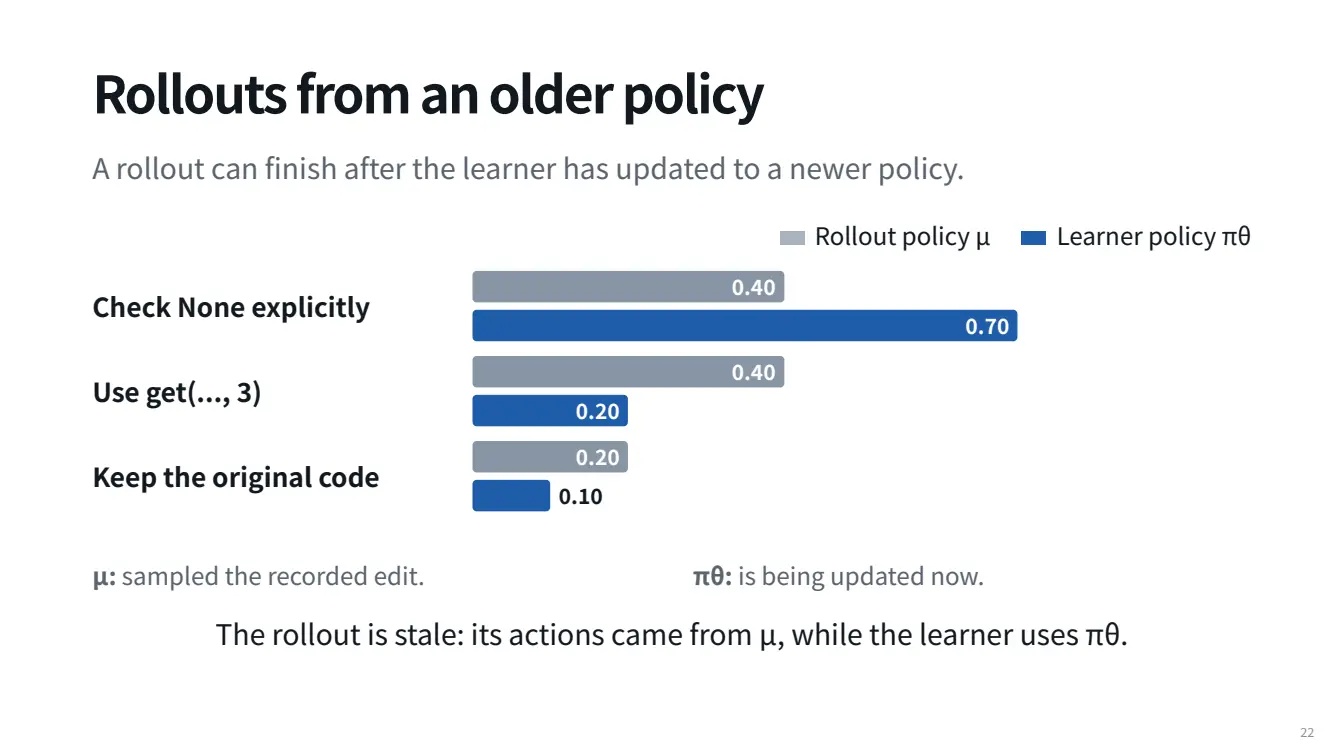 Rollouts from an older policy
A rollout can finish after the learner has updated to a newer policy.
Rollout policy μ
Learner policy πθ
Check None explicitly
0.40
0.70
Use get(..., 3)
0.40
0.20
Keep the original code
0.20
0.10
μ: sampled the recorded edit.
πθ: is being updated now.
The rollout is stale: its actions came from μ, while the learner uses πθ.
22